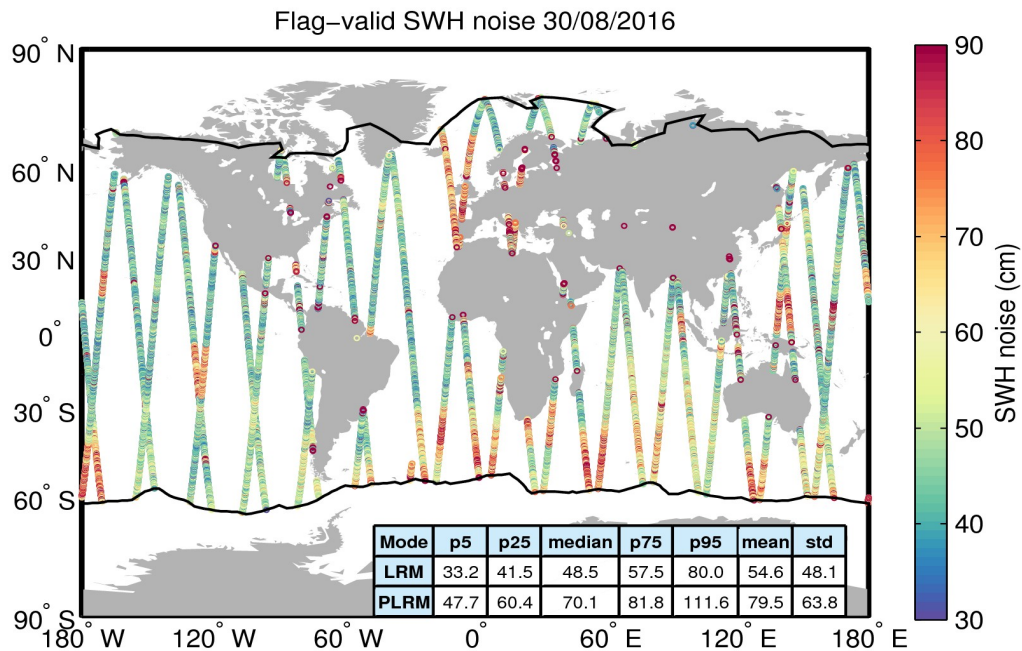 Flag–valid SWH noise 30/08/2016
90° N
60° N
30° N
0°
30° S
60° S
90° S
180° W
120° W
60° W
0°
60° E
120° E
180° E
Mode p5 p25 median p75 p95 mean std
LRM 33.2 41.5 48.5 57.5 80.0 54.6 48.1
PLRM 47.7 60.4 70.1 81.8 111.6 79.5 63.8
90
80
70
60
50
40
30
SWH noise (cm)